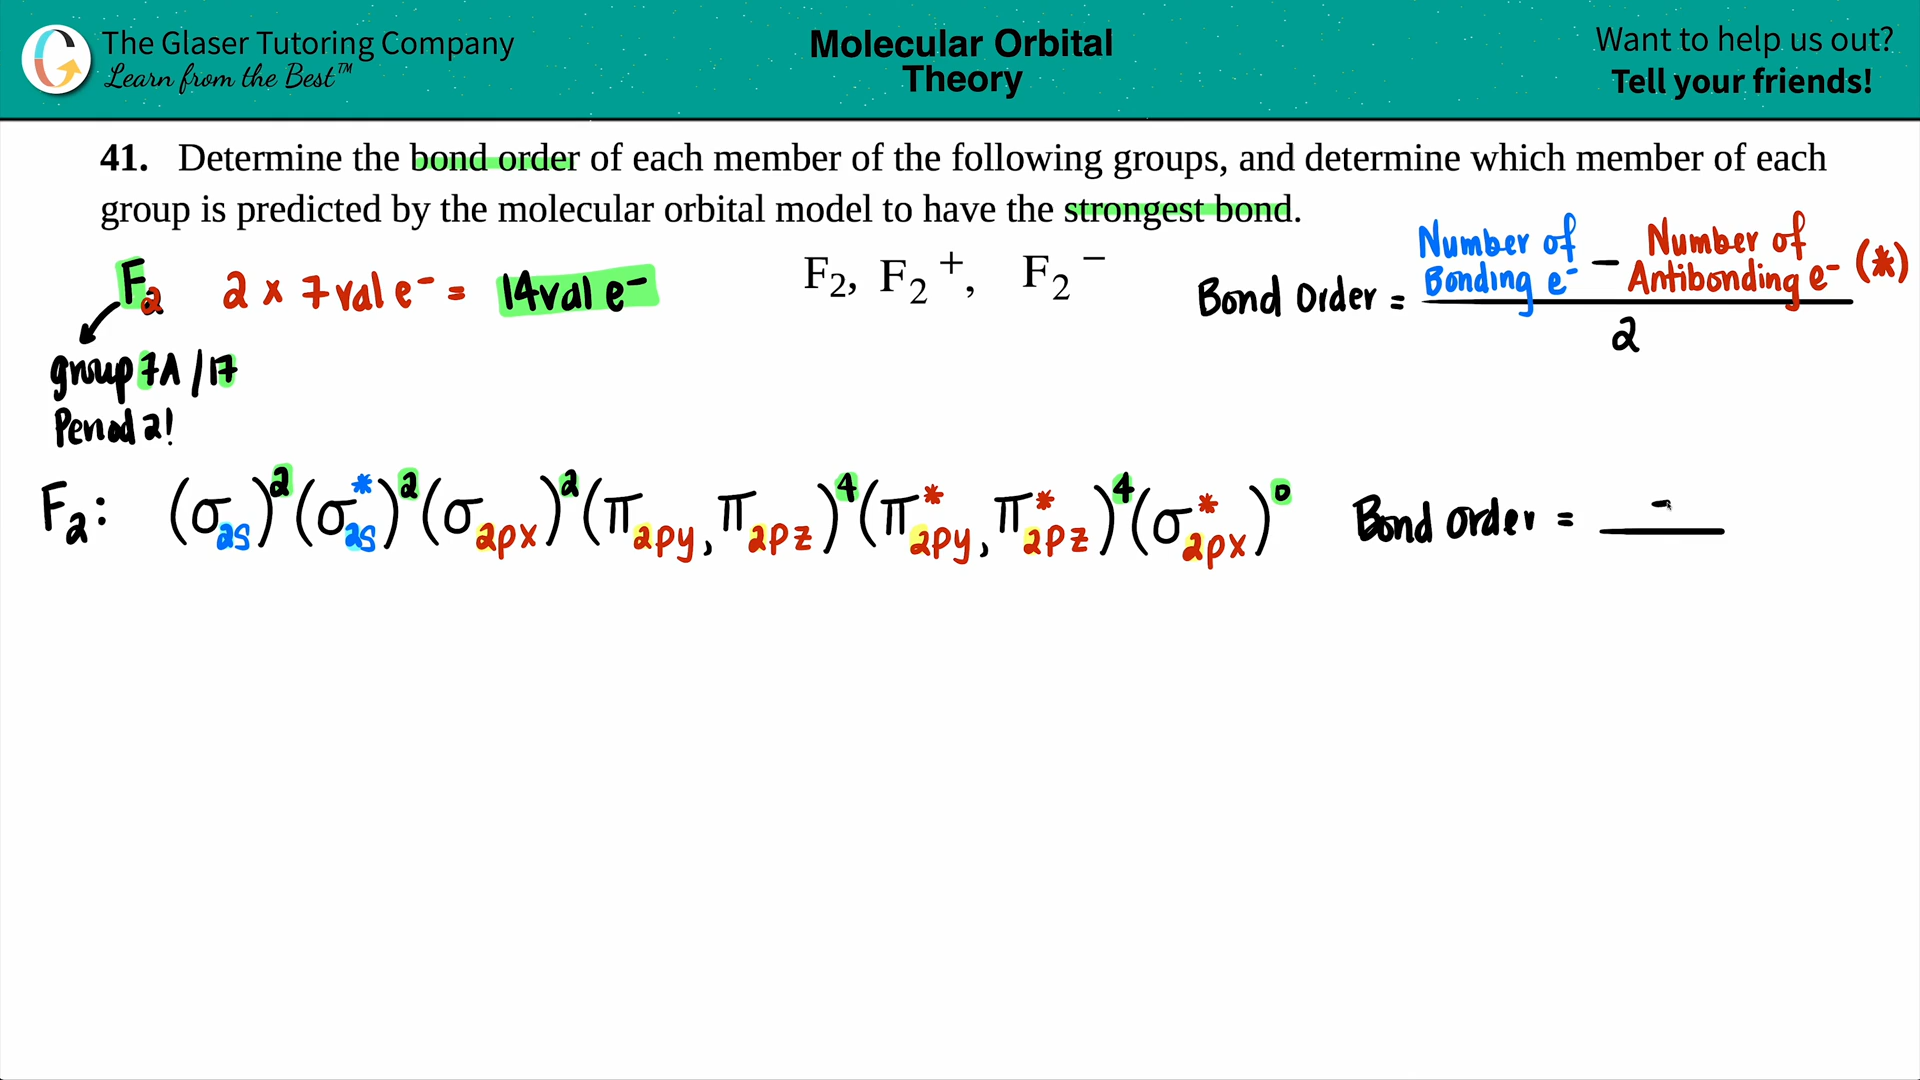 The Glaser Tutoring Company
Learn from the Best™
Molecular Orbital
Theory
Want to help us out?
Tell your friends!
41. Determine the bond order of each member of the following groups, and determine which member of each
group is predicted by the molecular orbital model to have the strongest bond.
F₂ 2 x 7 val e⁻ = 14 val e⁻
F₂, F₂⁺, F₂⁻
Bond Order = Number of Bonding e⁻ − Number of Antibonding e⁻ (*)
2
group 7A / 17
Period 2!
F₂: (σ2s)² (σ*2s)² (σ2px)² (π2py, π2pz)⁴ (π*2py, π*2pz)⁴ (σ*2px)⁰
Bond order = -